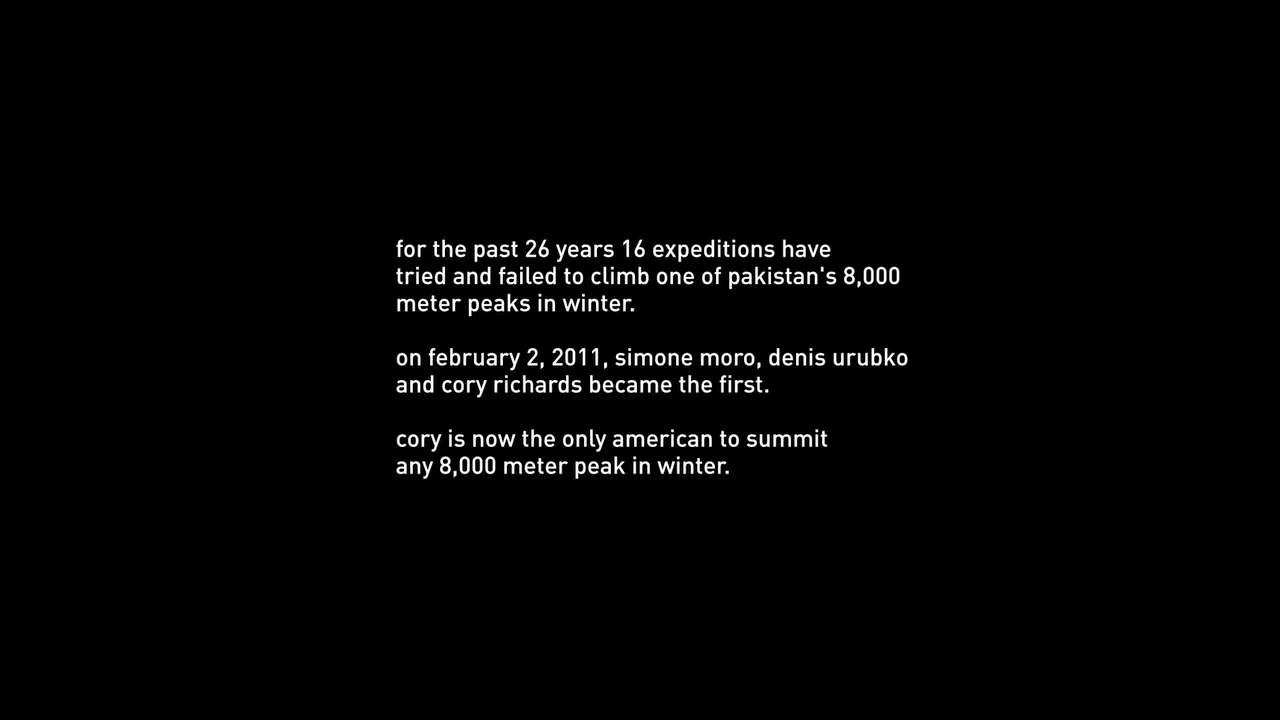 for the past 26 years 16 expeditions have
tried and failed to climb one of pakistan's 8,000
meter peaks in winter.
on february 2, 2011, simone moro, denis urubko
and cory richards became the first.
cory is now the only american to summit
any 8,000 meter peak in winter.